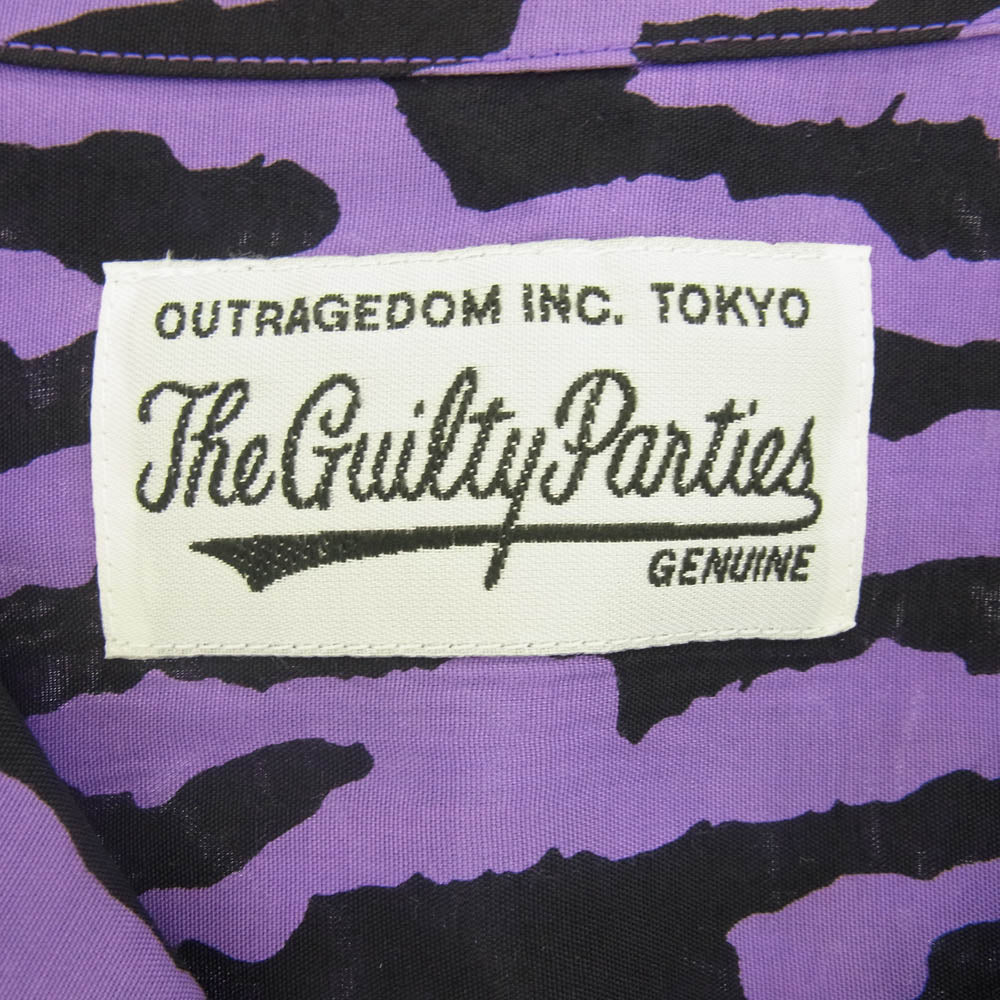 OUTRAGEDOM INC. TOKYO
The Guilty Parties
GENUINE